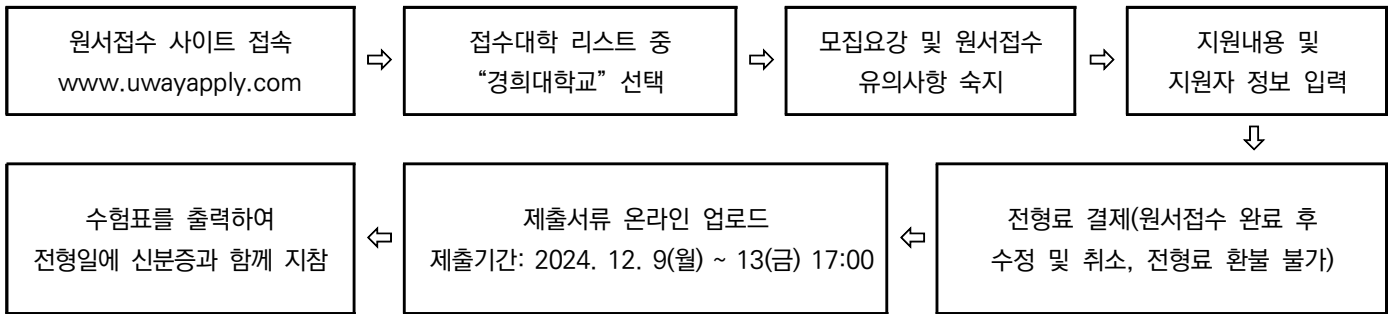 원서접수 사이트 접속
www.uwayapply.com
⇨
접수대학 리스트 중
“경희대학교” 선택
⇨
모집요강 및 원서접수
유의사항 숙지
⇨
지원내용 및
지원자 정보 입력
⇩
전형료 결제(원서접수 완료 후
수정 및 취소, 전형료 환불 불가)
⇦
제출서류 온라인 업로드
제출기간: 2024. 12. 9(월) ~ 13(금) 17:00
⇦
수험표를 출력하여
전형일에 신분증과 함께 지참